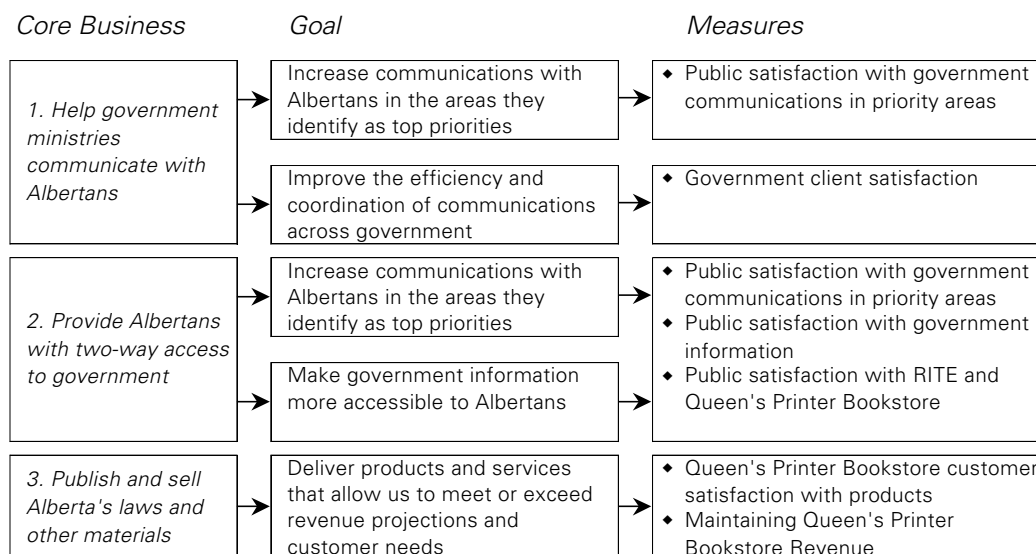 Core Business
Goal
Measures
1. Help government
ministries
communicate with
Albertans
Increase communications with
Albertans in the areas they
identify as top priorities
◆ Public satisfaction with government
communications in priority areas
Improve the efficiency and
coordination of communications
across government
◆ Government client satisfaction
2. Provide Albertans
with two-way access
to government
Increase communications with
Albertans in the areas they
identify as top priorities
Make government information
more accessible to Albertans
◆ Public satisfaction with government
communications in priority areas
◆ Public satisfaction with government
information
◆ Public satisfaction with RITE and
Queen's Printer Bookstore
3. Publish and sell
Alberta's laws and
other materials
Deliver products and services
that allow us to meet or exceed
revenue projections and
customer needs
◆ Queen's Printer Bookstore customer
satisfaction with products
◆ Maintaining Queen's Printer
Bookstore Revenue